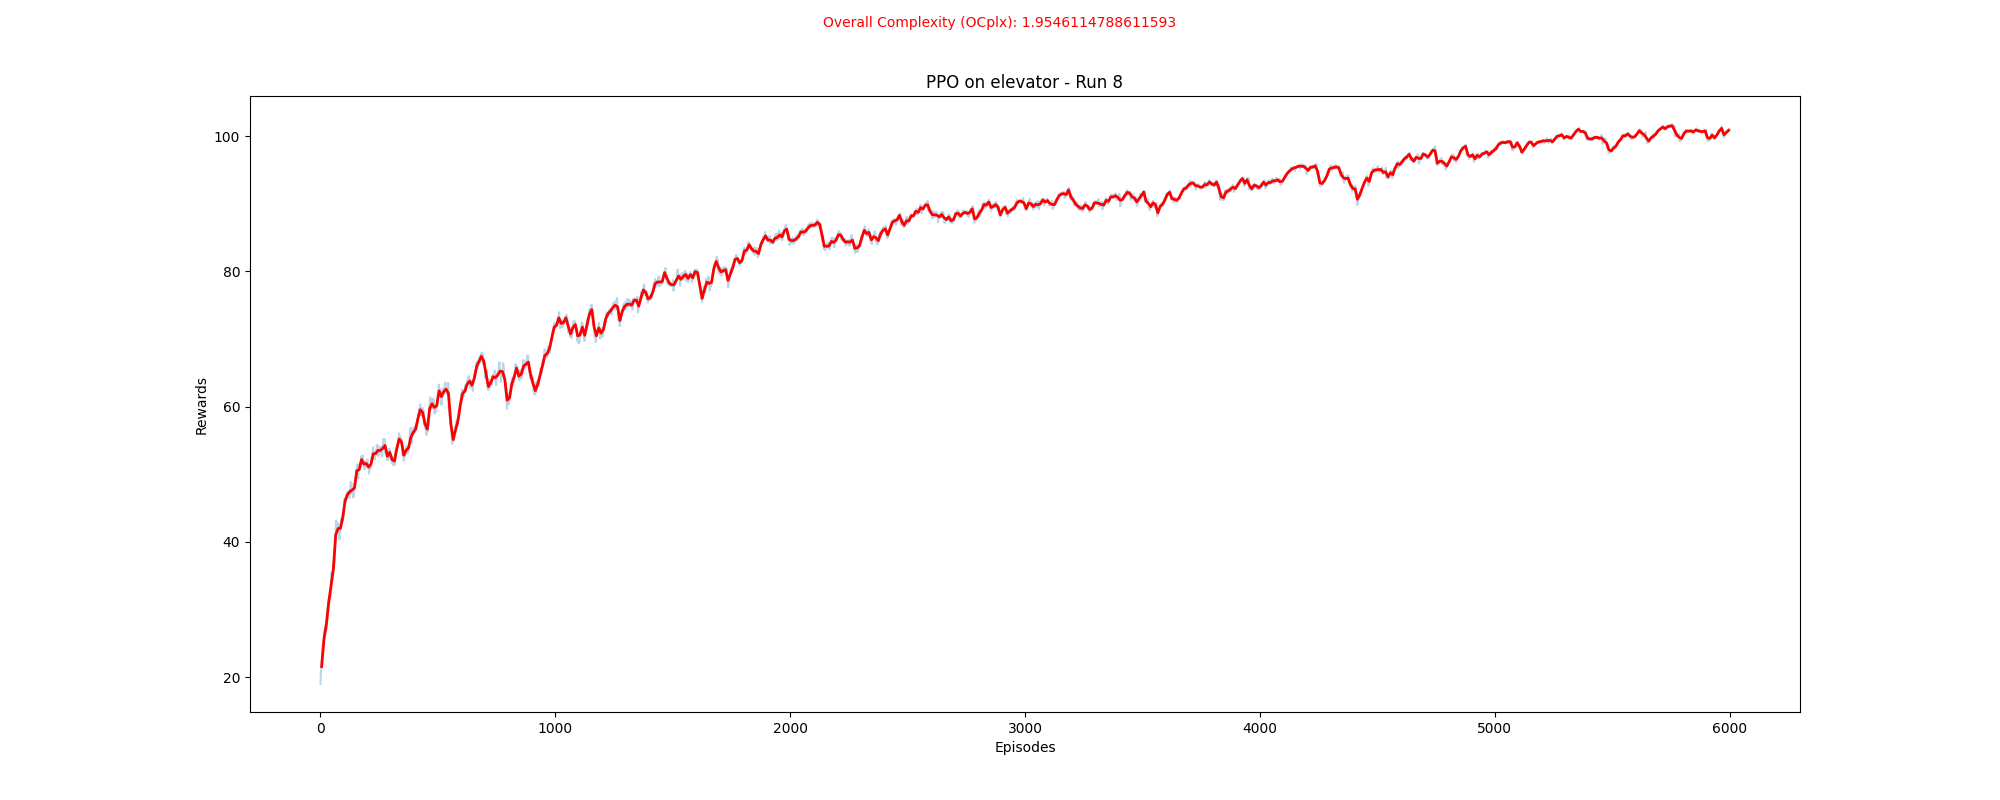 Overall Complexity (OCplx): 1.9546114788611593
PPO on elevator - Run 8
100
80
60
40
20
Rewards
0 1000 2000 3000 4000 5000 6000
Episodes